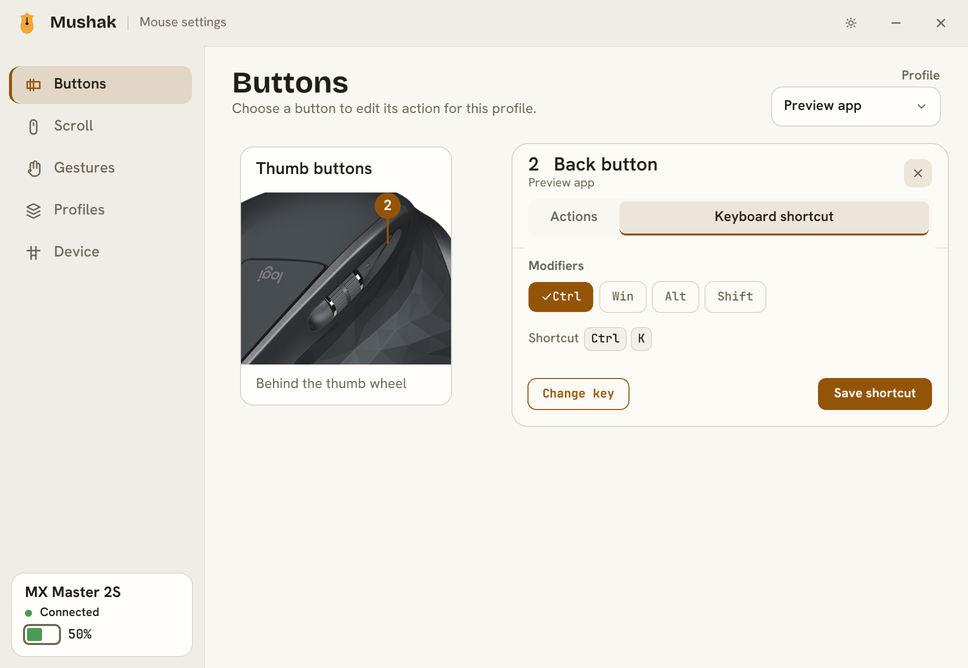 Mushak
Mouse settings
Buttons
Scroll
Gestures
Profiles
Device
MX Master 2S
Connected
50%
Buttons
Choose a button to edit its action for this profile.
Profile
Preview app
Thumb buttons
2
logi
Behind the thumb wheel
2 Back button
Preview app
Actions
Keyboard shortcut
Modifiers
✓Ctrl
Win
Alt
Shift
Shortcut Ctrl K
Change key
Save shortcut